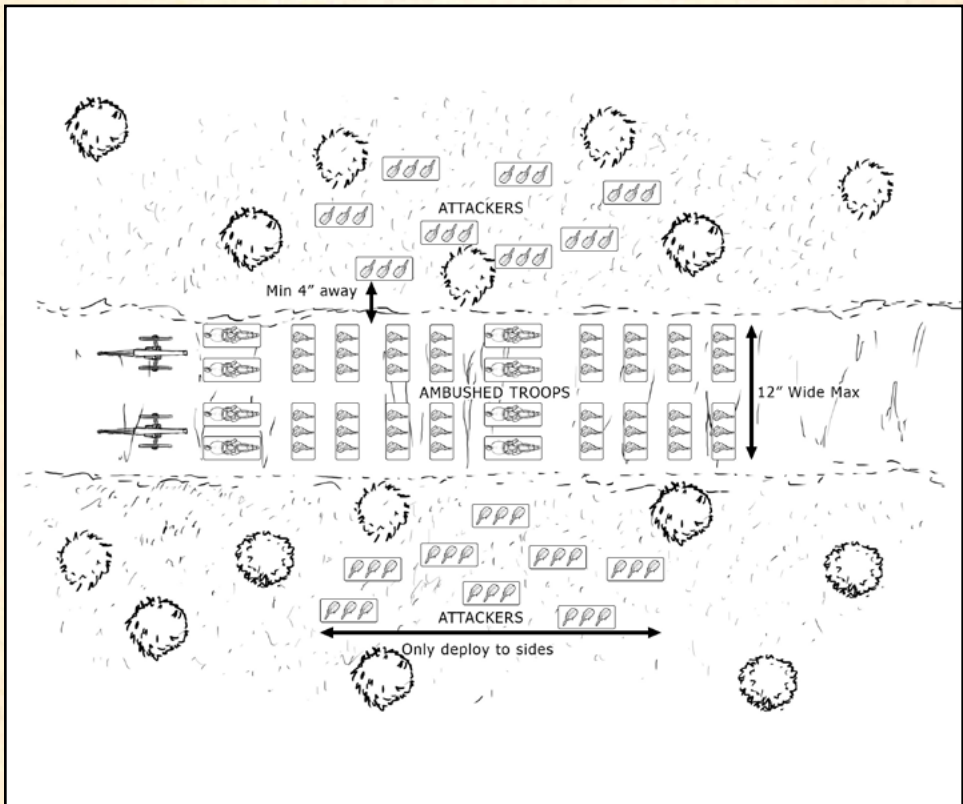 ATTACKERS
Min 4” away
AMBUSHED TROOPS
12” Wide Max
ATTACKERS
Only deploy to sides